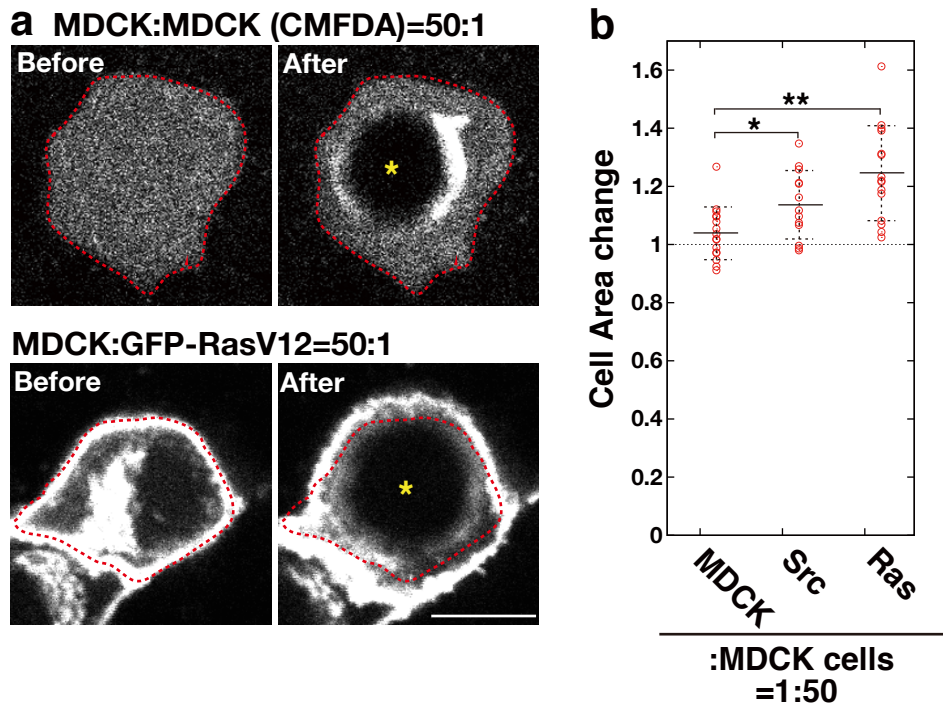 a MDCK:MDCK (CMFDA)=50:1
Before
After
*
MDCK:GFP-RasV12=50:1
Before
After
*
b
Cell Area change
1.6
1.4
1.2
1
0.8
0.6
0.4
0.2
0
**
*
MDCK
Src
Ras
:MDCK cells
=1:50